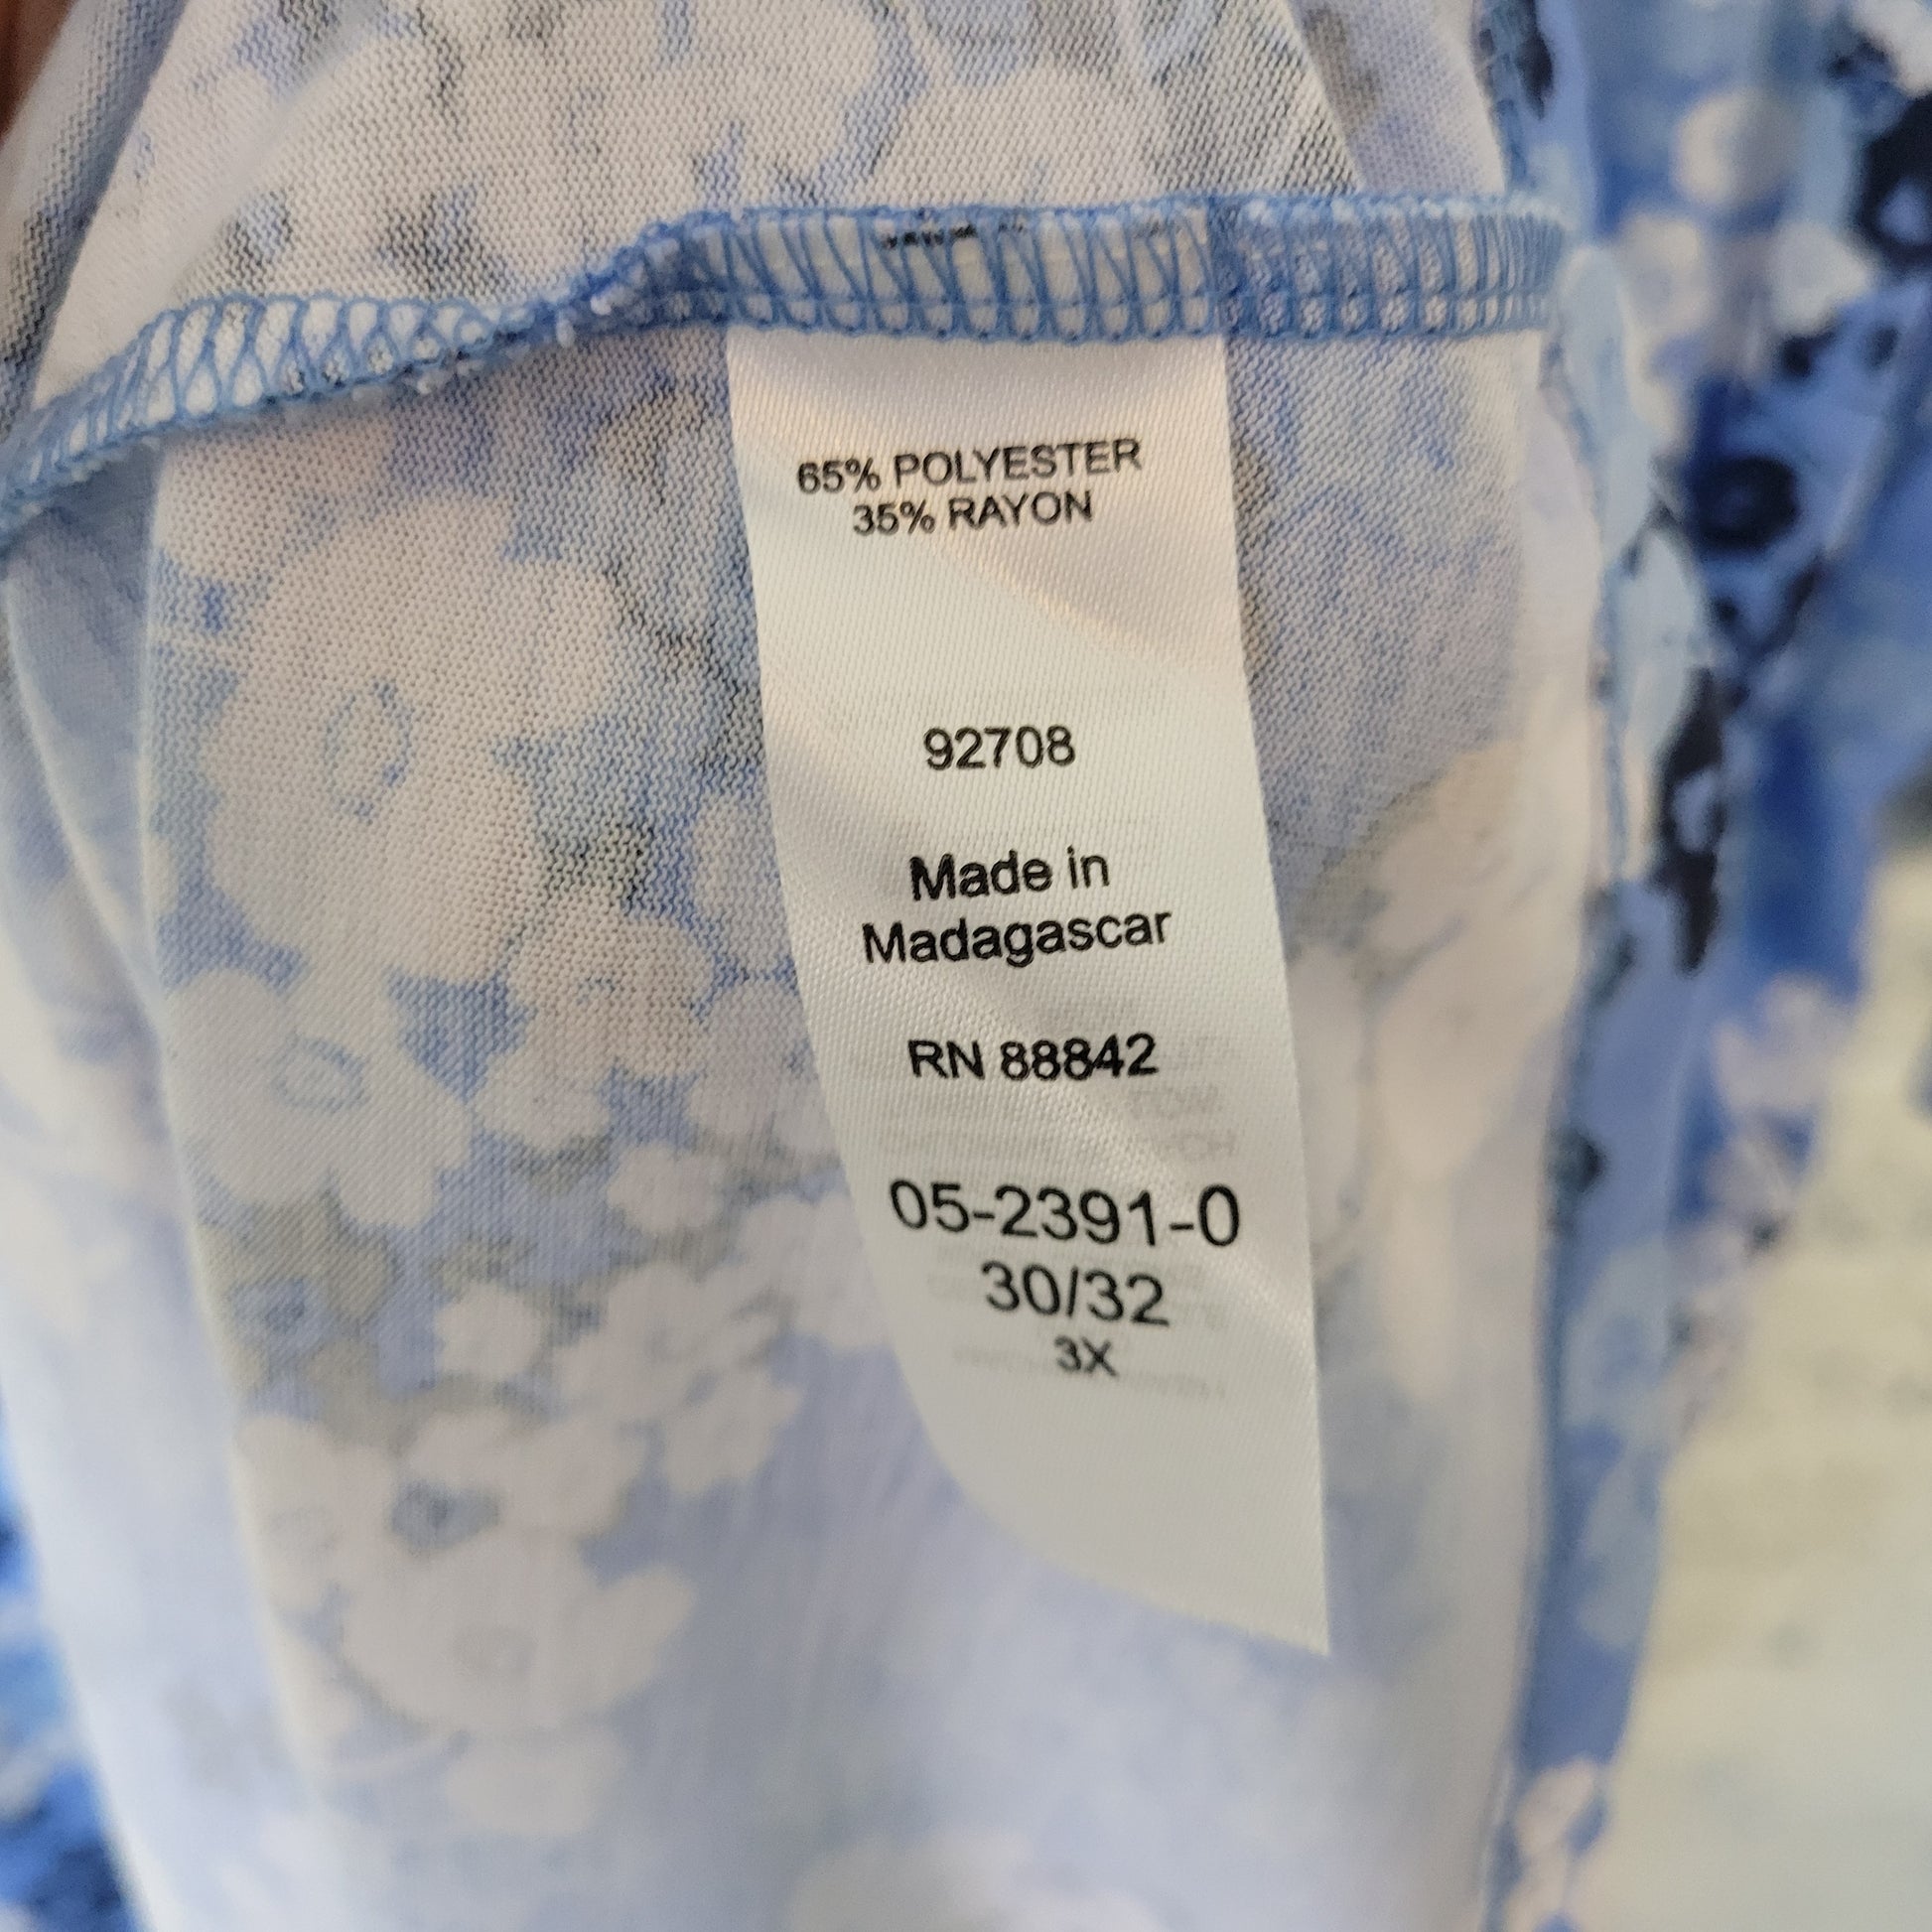 65% POLYESTER
35% RAYON
92708
Made in
Madagascar
RN 88842
05-2391-0
30/32
3X